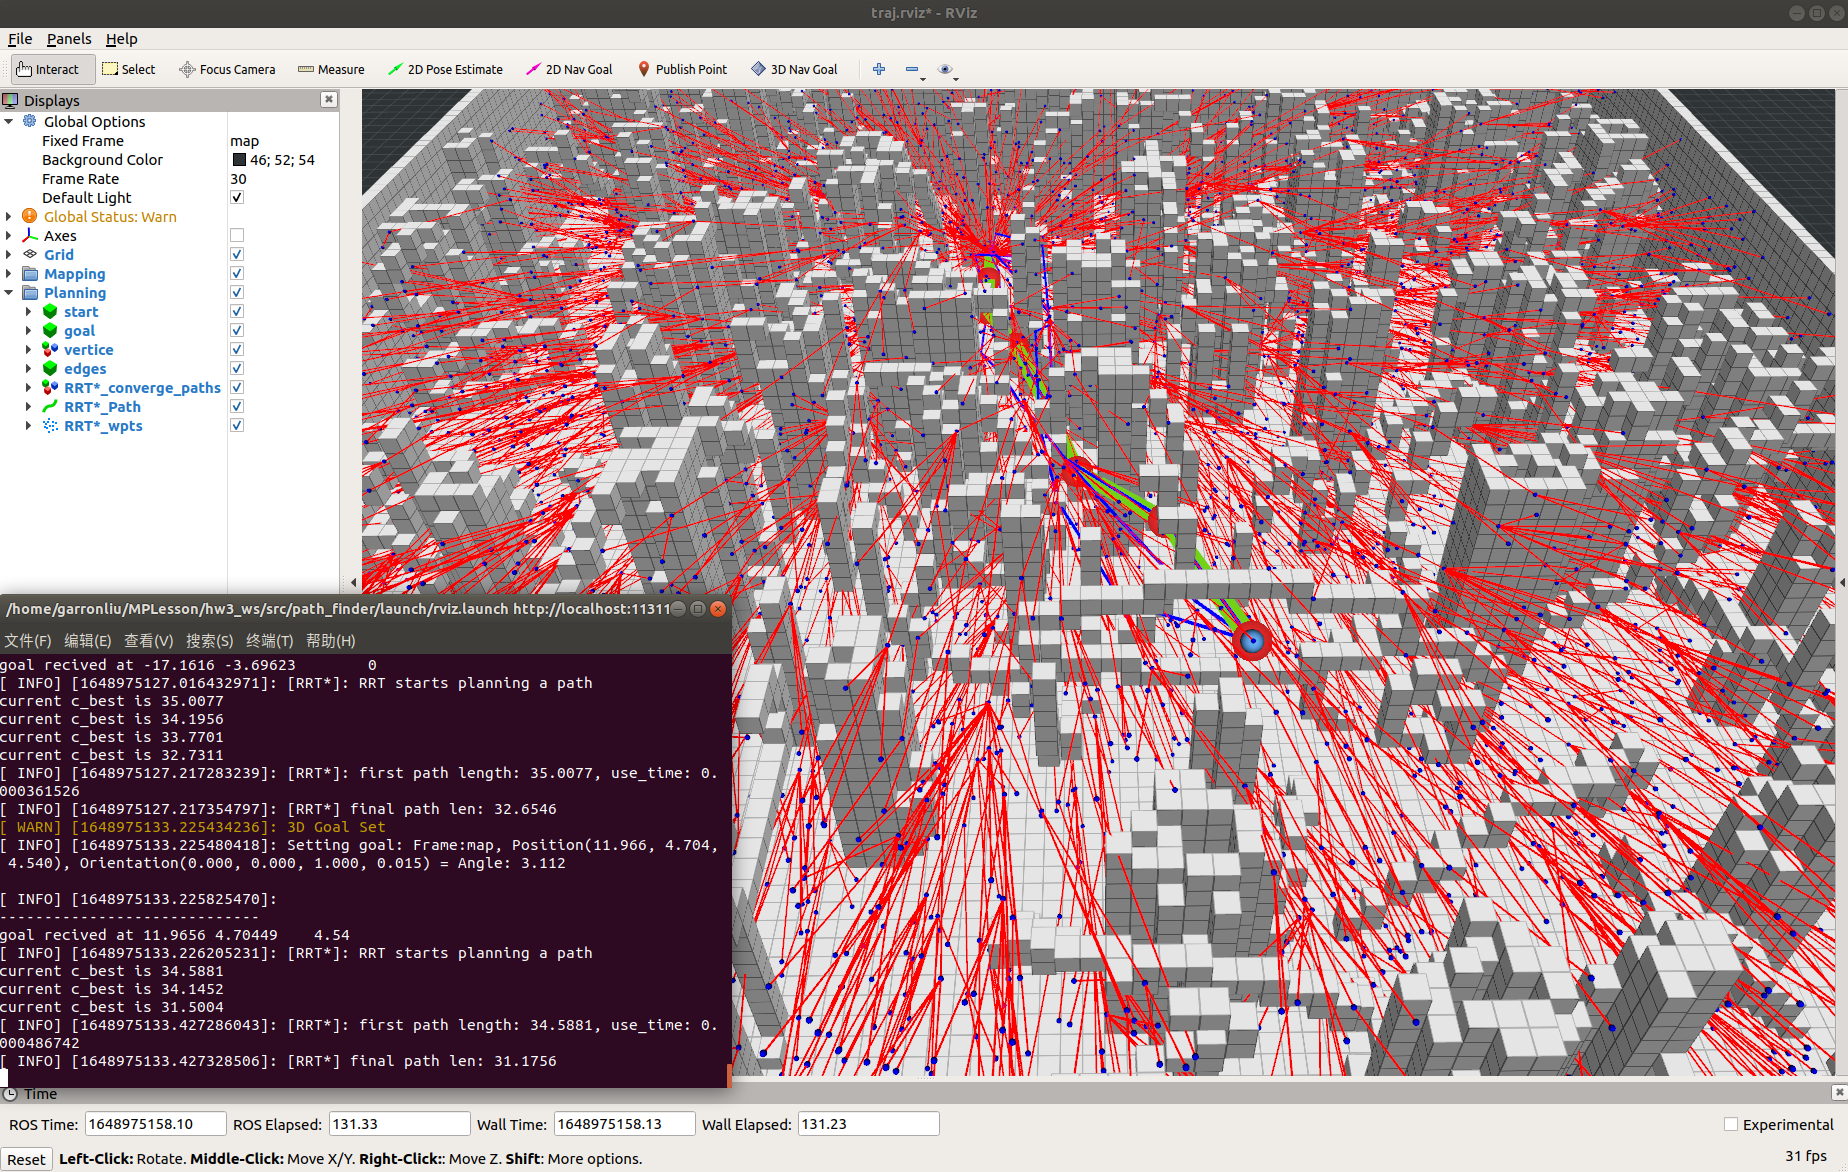 traj.rviz* - RViz
File Panels Help
Interact Select Focus Camera Measure 2D Pose Estimate 2D Nav Goal Publish Point 3D Nav Goal
Displays
Global Options
Fixed Frame map
Background Color 46; 52; 54
Frame Rate 30
Default Light
Global Status: Warn
Axes
Grid
Mapping
Planning
start
goal
vertice
edges
RRT*_converge_paths
RRT*_Path
RRT*_wpts
/home/garronliu/MPLesson/hw3_ws/src/path_finder/launch/rviz.launch http://localhost:11311
文件(F) 编辑(E) 查看(V) 搜索(S) 终端(T) 帮助(H)
goal recived at -17.1616 -3.69623 0
[ INFO] [1648975127.016432971]: [RRT*]: RRT starts planning a path
current c_best is 35.0077
current c_best is 34.1956
current c_best is 33.7701
current c_best is 32.7311
[ INFO] [1648975127.217283239]: [RRT*]: first path length: 35.0077, use_time: 0.
000361526
[ INFO] [1648975127.217354797]: [RRT*] final path len: 32.6546
[ WARN] [1648975133.225434236]: 3D Goal Set
[ INFO] [1648975133.225480418]: Setting goal: Frame:map, Position(11.966, 4.704,
4.540), Orientation(0.000, 0.000, 1.000, 0.015) = Angle: 3.112
[ INFO] [1648975133.225825470]:
-----------------------------
goal recived at 11.9656 4.70449 4.54
[ INFO] [1648975133.226205231]: [RRT*]: RRT starts planning a path
current c_best is 34.5881
current c_best is 34.1452
current c_best is 31.5004
[ INFO] [1648975133.427286043]: [RRT*]: first path length: 34.5881, use_time: 0.
000486742
[ INFO] [1648975133.427328506]: [RRT*] final path len: 31.1756
Time
ROS Time: 1648975158.10 ROS Elapsed: 131.33 Wall Time: 1648975158.13 Wall Elapsed: 131.23 Experimental
Reset Left-Click: Rotate. Middle-Click: Move X/Y. Right-Click:: Move Z. Shift: More options. 31 fps